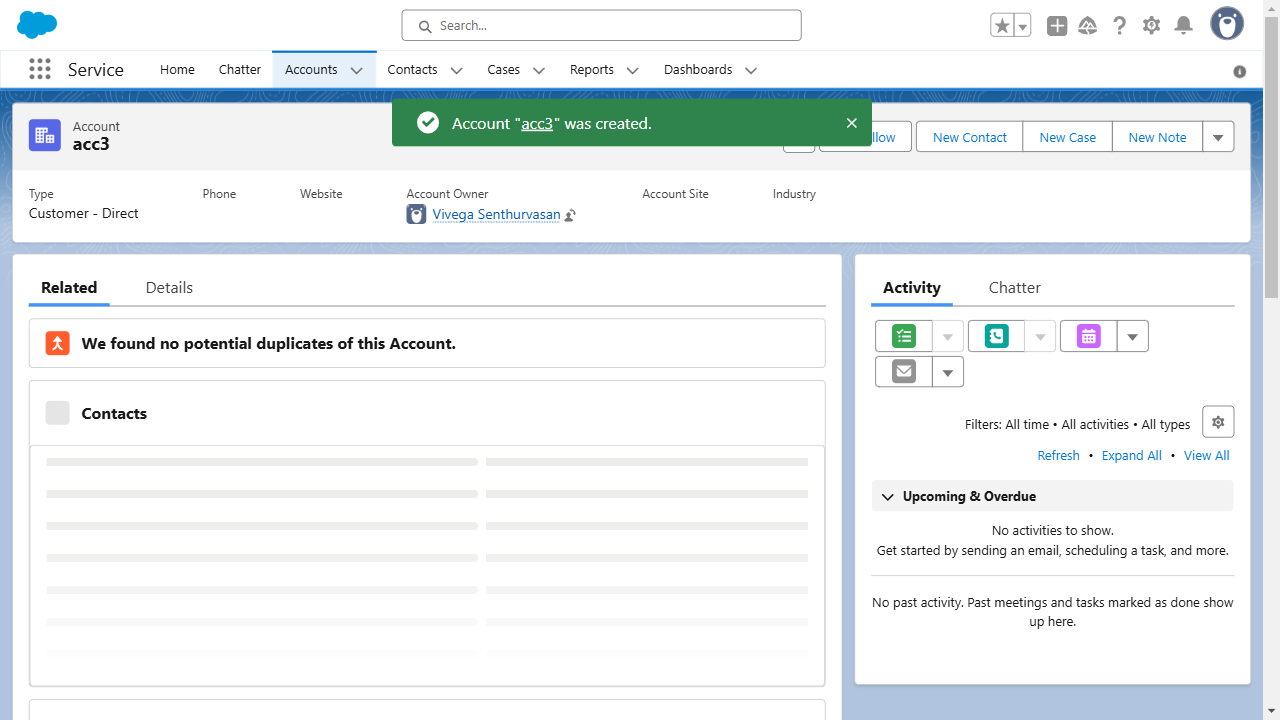 Search...
Service
Home
Chatter
Accounts
Contacts
Cases
Reports
Dashboards
Account "acc3" was created.
Account
acc3
New Contact
New Case
New Note
Type
Customer - Direct
Phone
Website
Account Owner
Vivega Senthurvasan
Account Site
Industry
Related
Details
We found no potential duplicates of this Account.
Contacts
Activity
Chatter
Filters: All time • All activities • All types
Refresh • Expand All • View All
Upcoming & Overdue
No activities to show.
Get started by sending an email, scheduling a task, and more.
No past activity. Past meetings and tasks marked as done show
up here.